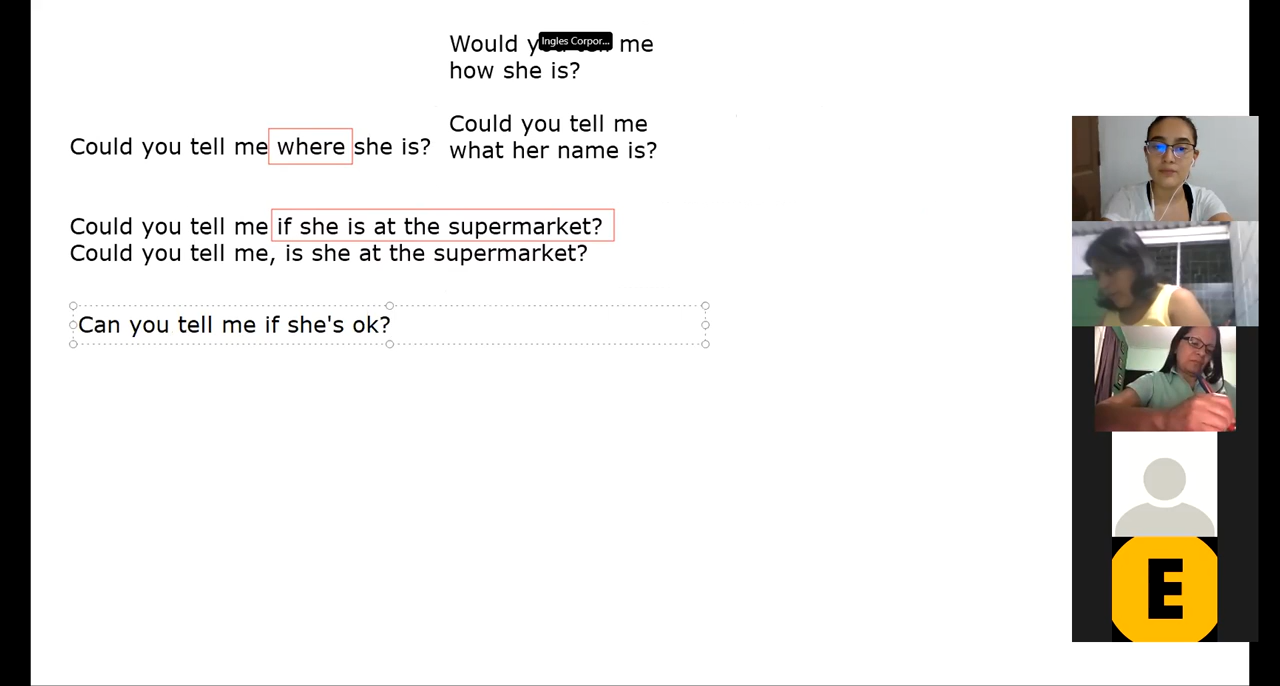 Would y me
how she is?
Ingles Corpor...
Could you tell me
what her name is?
Could you tell me where she is?
Could you tell me if she is at the supermarket?
Could you tell me, is she at the supermarket?
Can you tell me if she's ok?
E